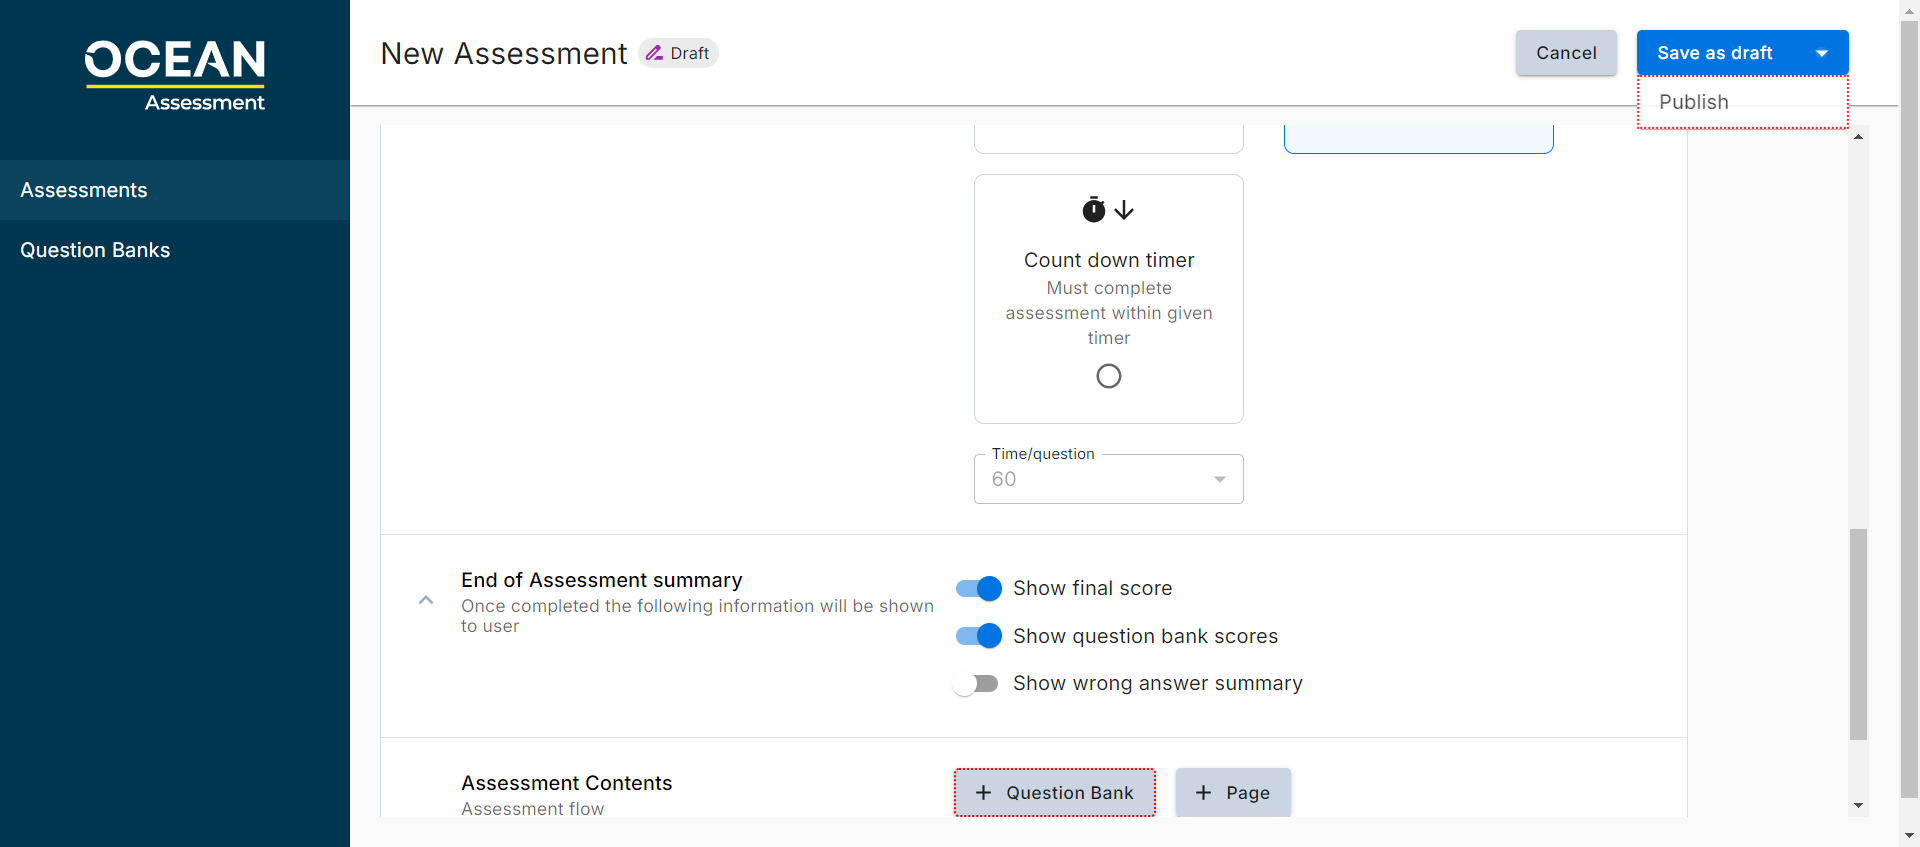 OCEAN
Assessment
Assessments
Question Banks
New Assessment
Draft
Cancel
Save as draft
Publish
Count down timer
Must complete
assessment within given
timer
Time/question
60
End of Assessment summary
Once completed the following information will be shown
to user
Show final score
Show question bank scores
Show wrong answer summary
Assessment Contents
Assessment flow
+ Question Bank
+ Page